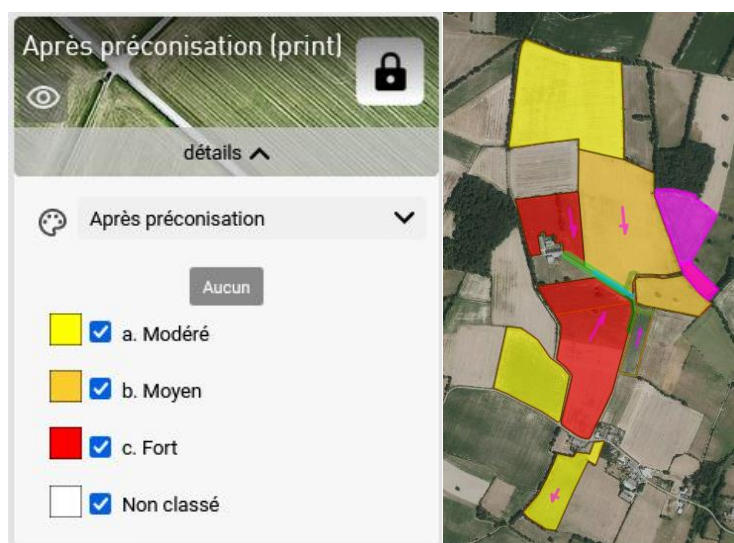 Après préconisation (print)
détails
Après préconisation
Aucun
a. Modéré
b. Moyen
c. Fort
Non classé